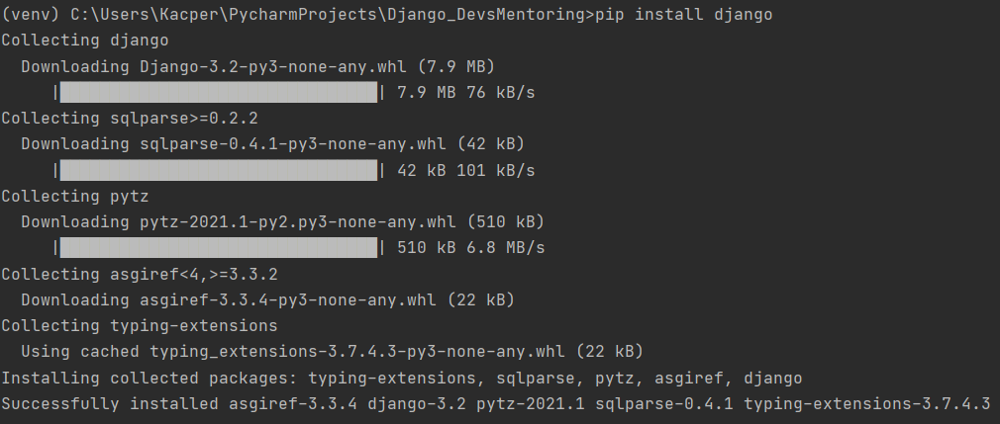 (venv) C:\Users\Kacper\PycharmProjects\Django_DevsMentoring>pip install django
Collecting django
  Downloading Django-3.2-py3-none-any.whl (7.9 MB)
     |████████████████████████████████| 7.9 MB 76 kB/s
Collecting sqlparse>=0.2.2
  Downloading sqlparse-0.4.1-py3-none-any.whl (42 kB)
     |████████████████████████████████| 42 kB 101 kB/s
Collecting pytz
  Downloading pytz-2021.1-py2.py3-none-any.whl (510 kB)
     |████████████████████████████████| 510 kB 6.8 MB/s
Collecting asgiref<4,>=3.3.2
  Downloading asgiref-3.3.4-py3-none-any.whl (22 kB)
Collecting typing-extensions
  Using cached typing_extensions-3.7.4.3-py3-none-any.whl (22 kB)
Installing collected packages: typing-extensions, sqlparse, pytz, asgiref, django
Successfully installed asgiref-3.3.4 django-3.2 pytz-2021.1 sqlparse-0.4.1 typing-extensions-3.7.4.3